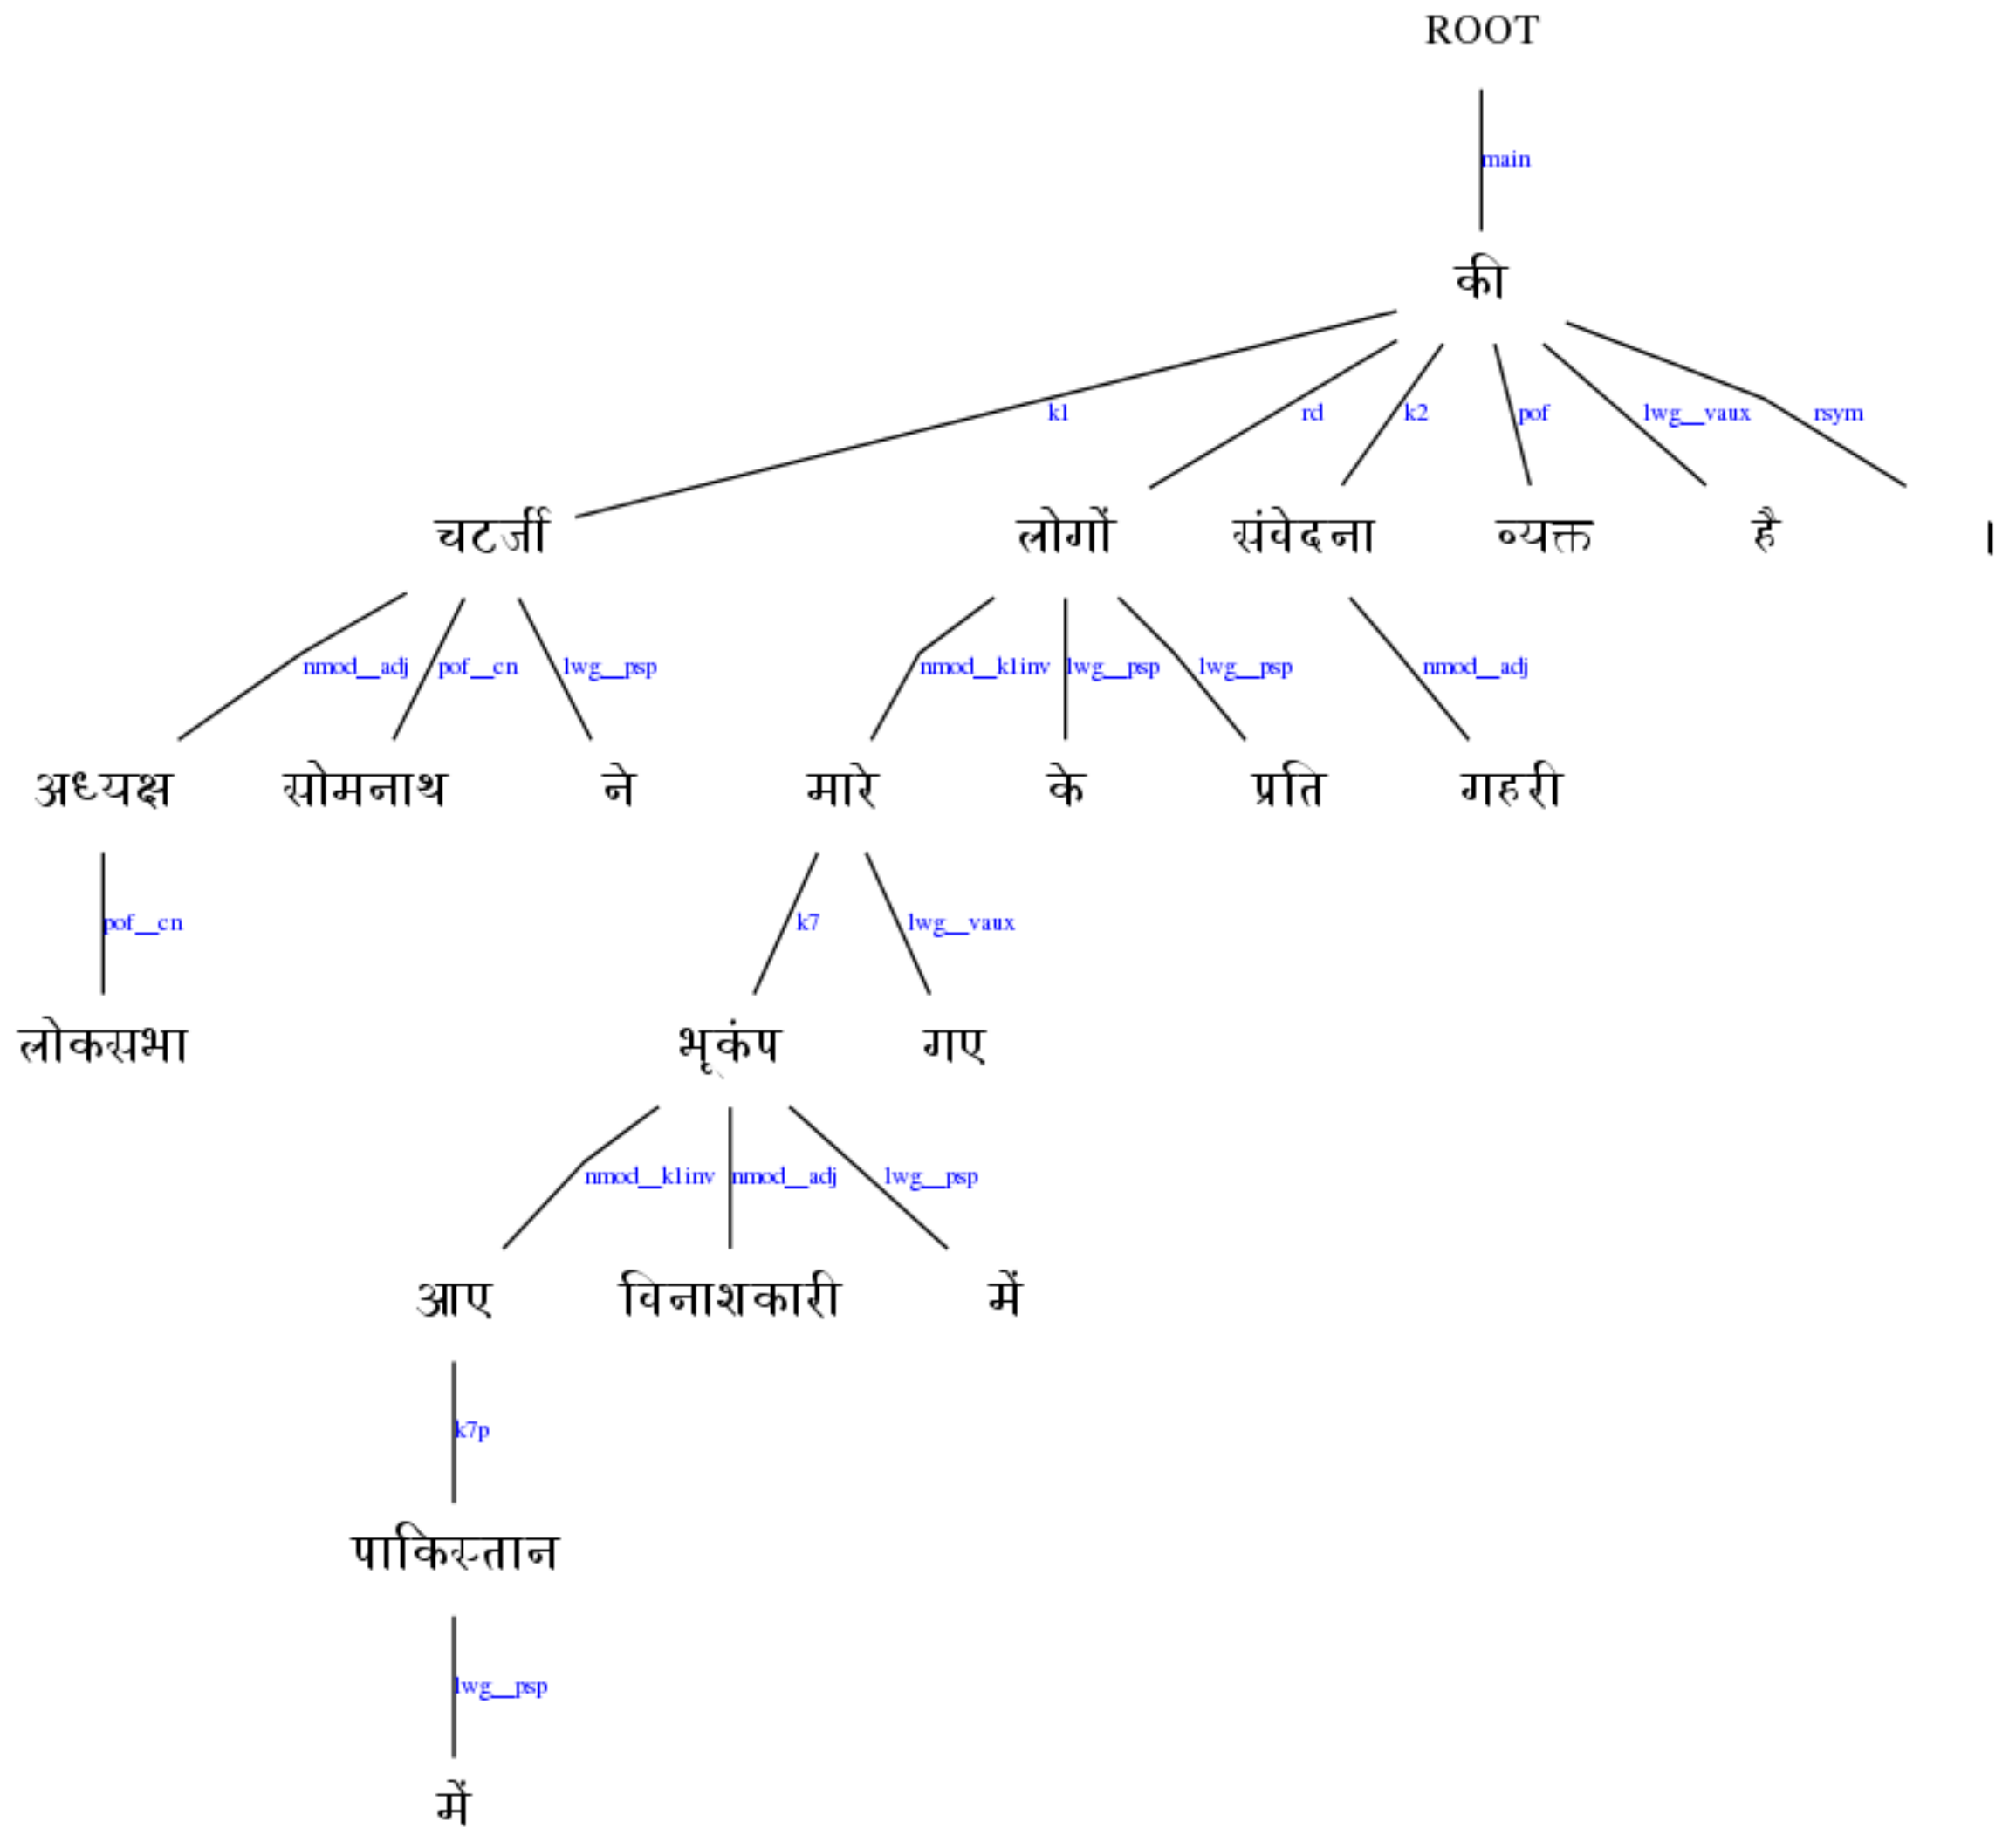 ROOT
main
की
k1 rd k2 pof lwg__vaux rsym
चटर्जी लोगों संवेदना व्यक्त है ।
nmod__adj pof__cn lwg__psp nmod__k1inv lwg__psp lwg__psp nmod__adj
अध्यक्ष सोमनाथ ने मारे के प्रति गहरी
pof__cn k7 lwg__vaux
लोकसभा भूकंप गए
nmod__k1inv nmod__adj lwg__psp
आए विनाशकारी में
k7p
पाकिस्तान
lwg__psp
में